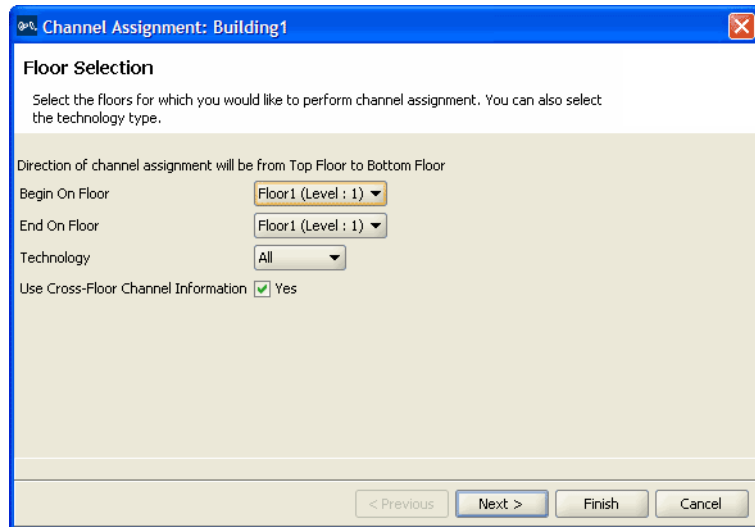 Channel Assignment: Building1
Floor Selection
Select the floors for which you would like to perform channel assignment. You can also select
the technology type.
Direction of channel assignment will be from Top Floor to Bottom Floor
Begin On Floor Floor1 (Level : 1)
End On Floor Floor1 (Level : 1)
Technology All
Use Cross-Floor Channel Information Yes
< Previous Next > Finish Cancel